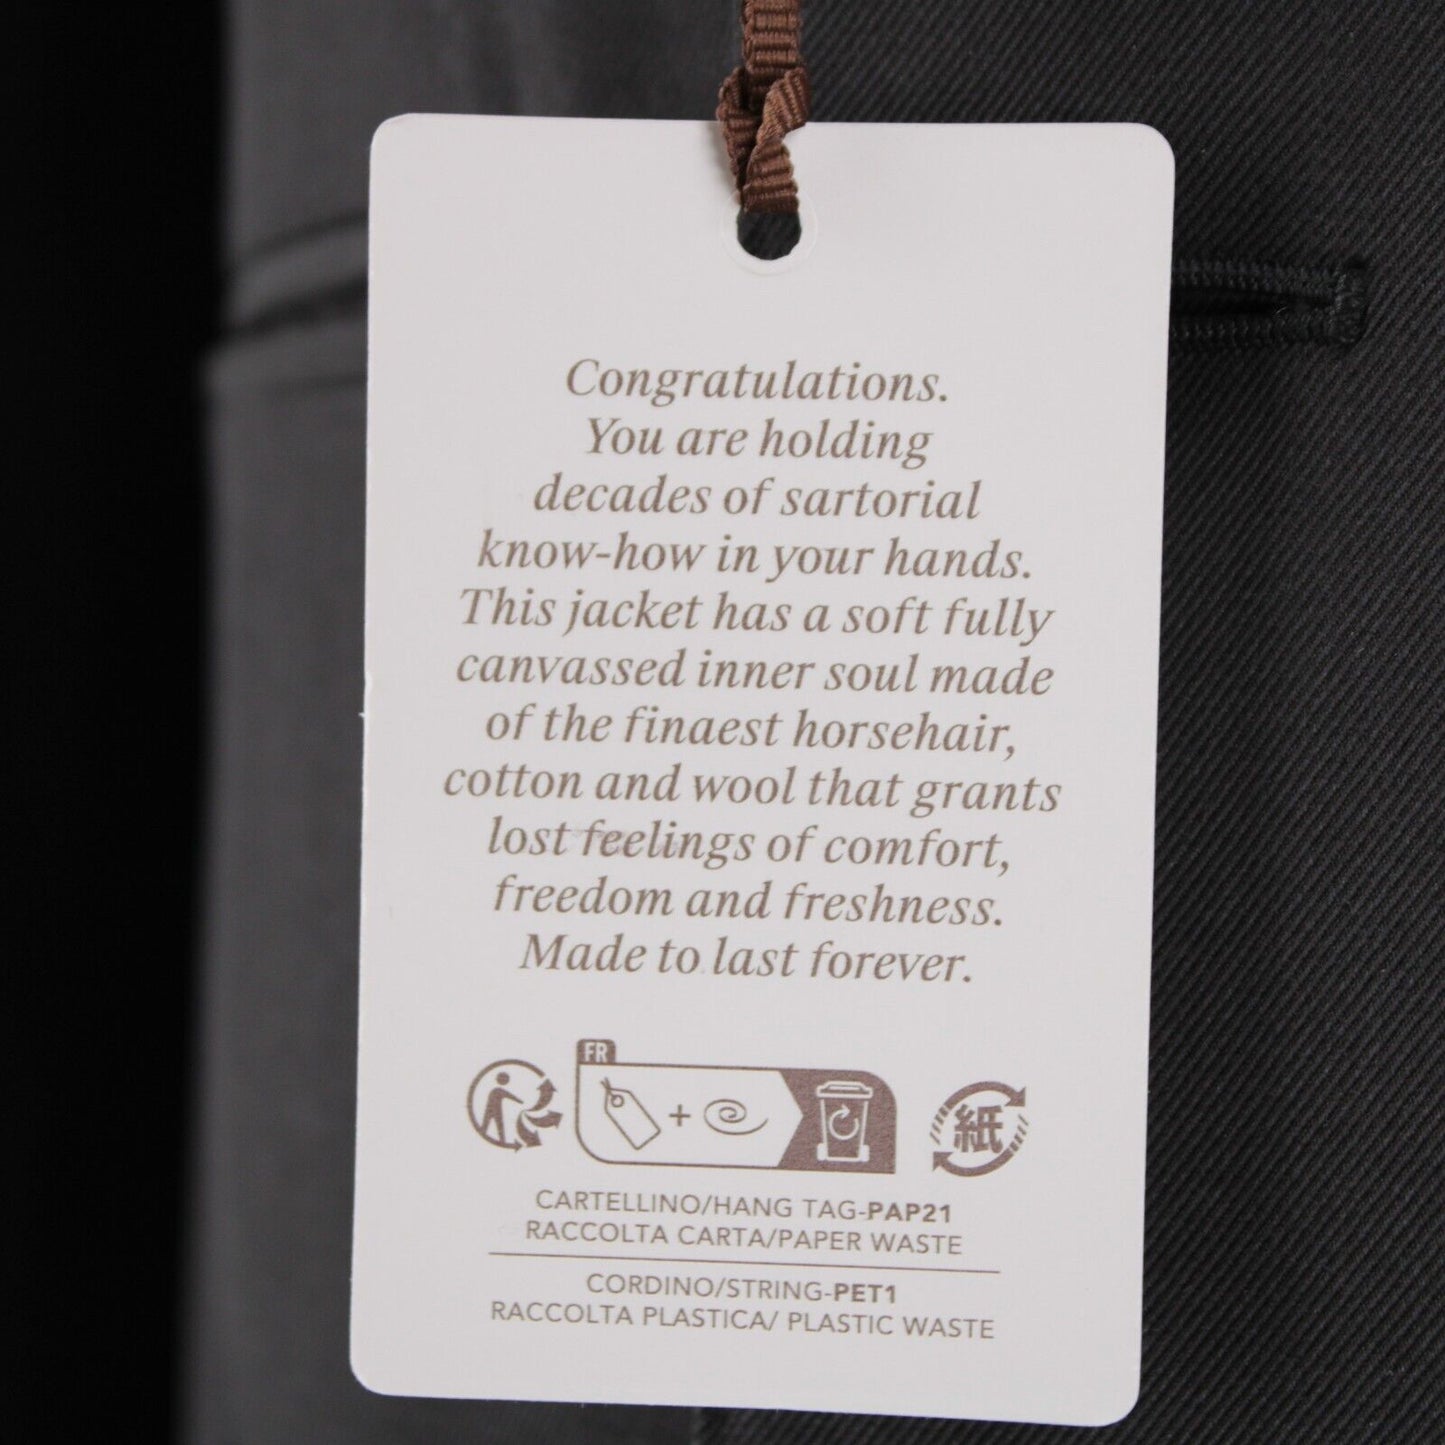 Congratulations.
You are holding
decades of sartorial
know-how in your hands.
This jacket has a soft fully
canvassed inner soul made
of the finaest horsehair,
cotton and wool that grants
lost feelings of comfort,
freedom and freshness.
Made to last forever.
FR
+
紙
CARTELLINO/HANG TAG-PAP21
RACCOLTA CARTA/PAPER WASTE
CORDINO/STRING-PET1
RACCOLTA PLASTICA/ PLASTIC WASTE